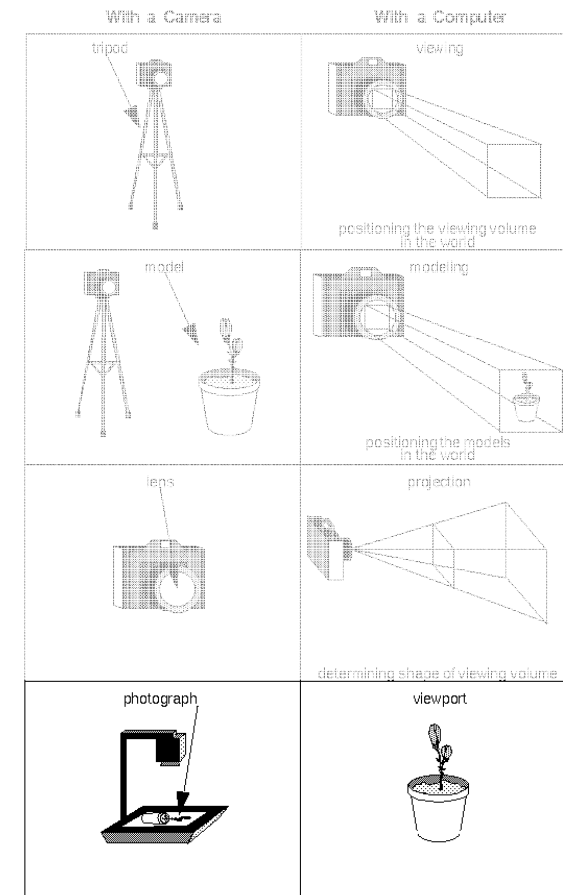 With a Camera
With a Computer
tripod
viewing
positioning the viewing volume
in the world
model
modeling
positioning the models
in the world
lens
projection
determining shape of viewing volume
photograph
viewport